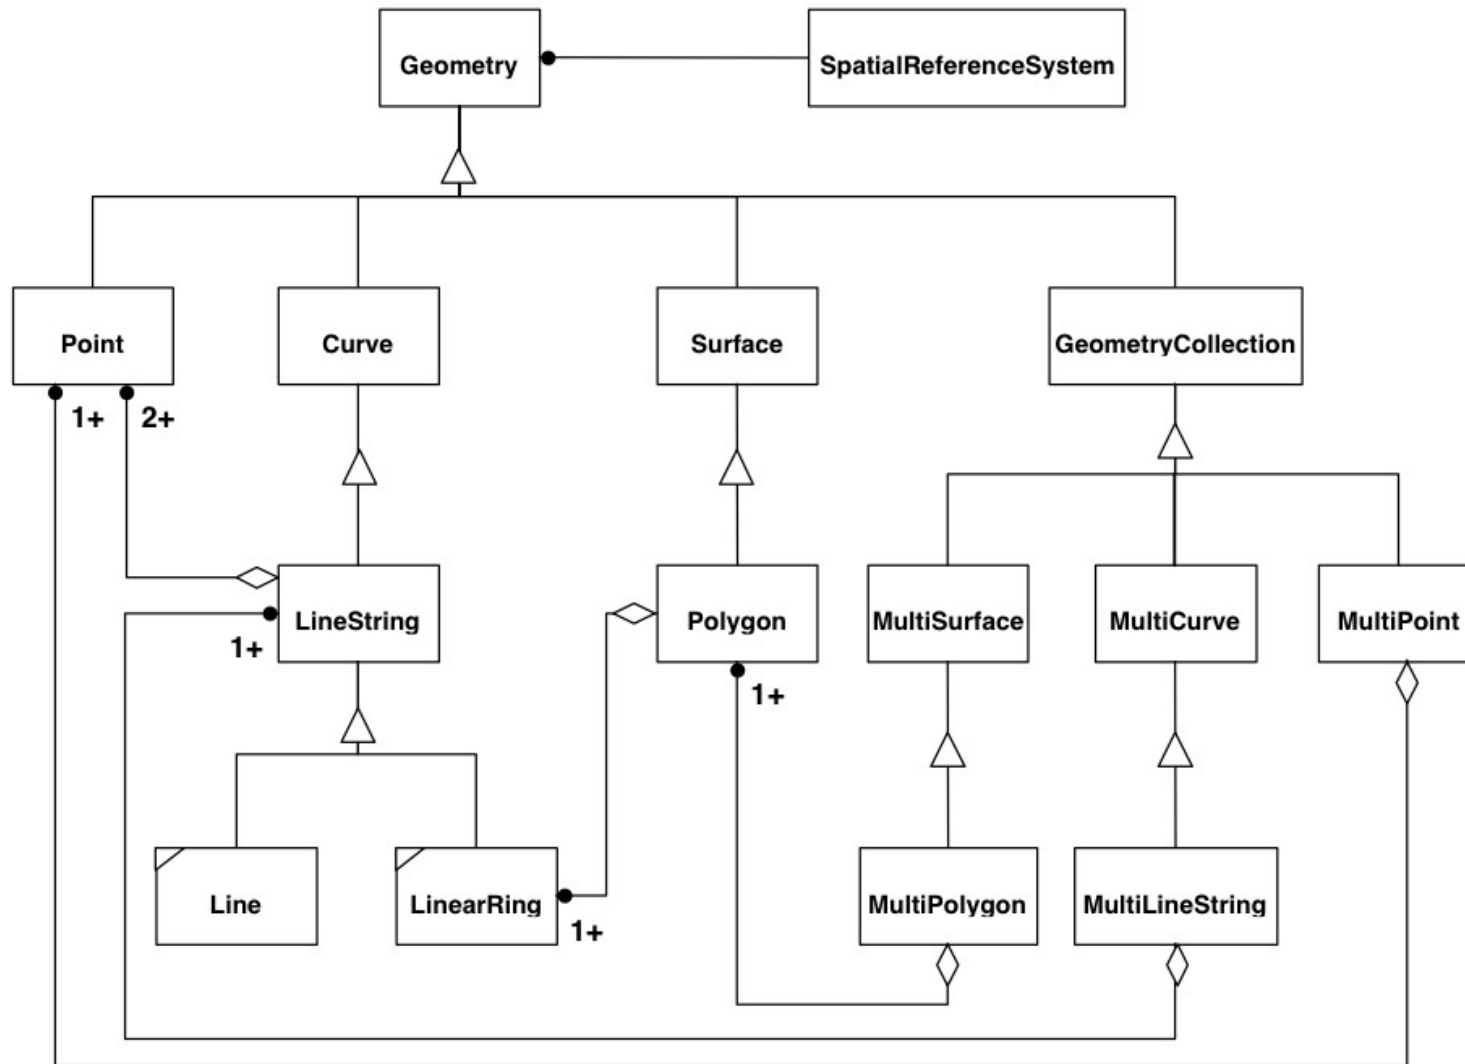 Geometry
SpatialReferenceSystem
Point
Curve
Surface
GeometryCollection
1+
2+
LineString
Polygon
MultiSurface
MultiCurve
MultiPoint
1+
1+
Line
LinearRing
1+
MultiPolygon
MultiLineString